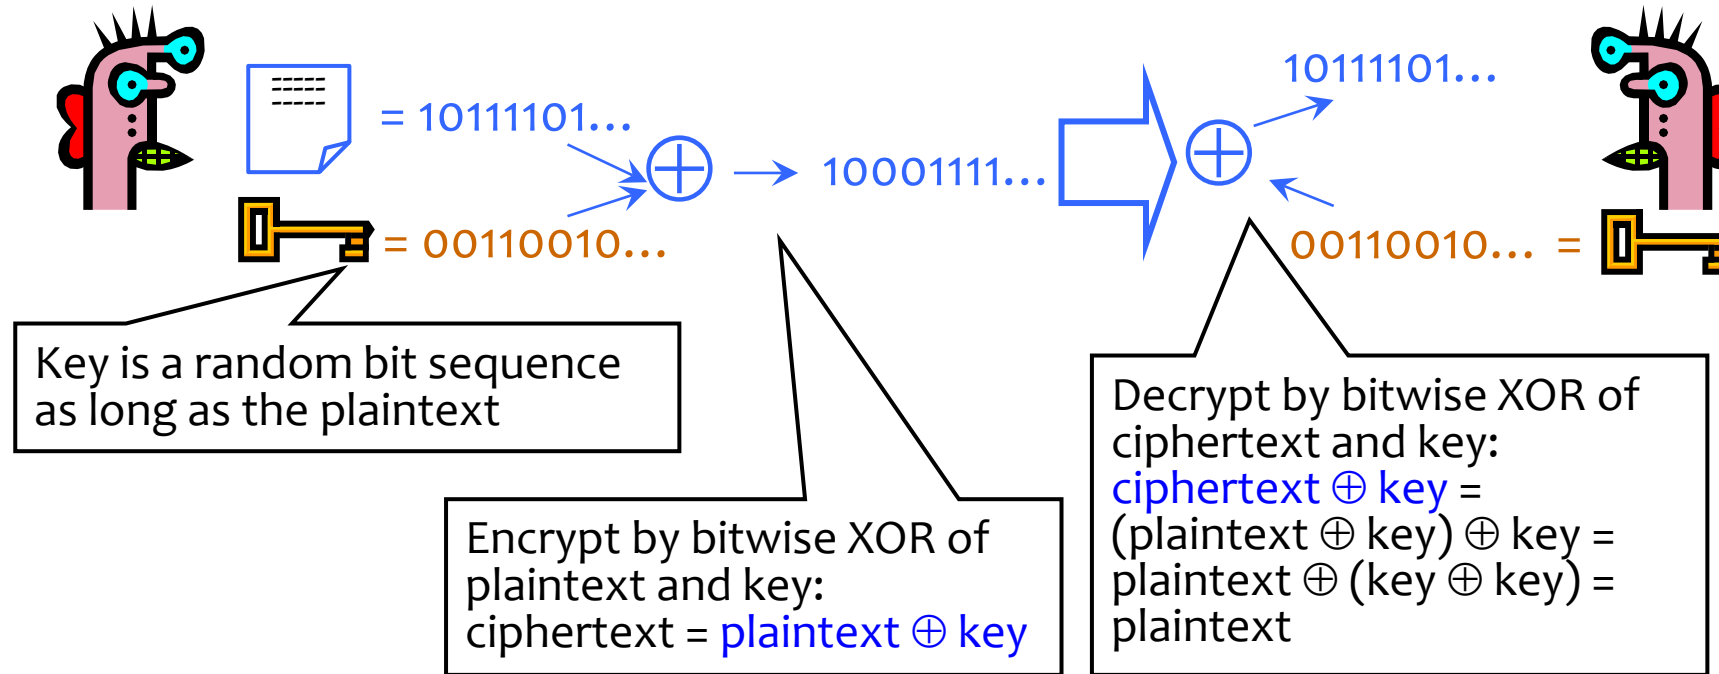 = 10111101...
= 00110010...
10001111...
10111101...
00110010... =
Key is a random bit sequence
as long as the plaintext
Encrypt by bitwise XOR of
plaintext and key:
ciphertext = plaintext ⊕ key
Decrypt by bitwise XOR of
ciphertext and key:
ciphertext ⊕ key =
(plaintext ⊕ key) ⊕ key =
plaintext ⊕ (key ⊕ key) =
plaintext